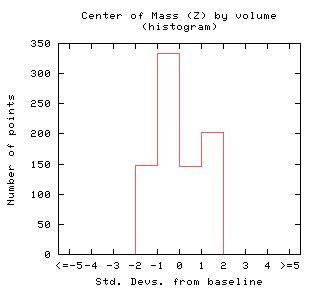 Center of Mass (Z) by volume
(histogram)
350
300
250
200
150
100
50
0
Number of points
<=-5 -4 -3 -2 -1 0 1 2 3 4 >=5
Std. Devs. from baseline